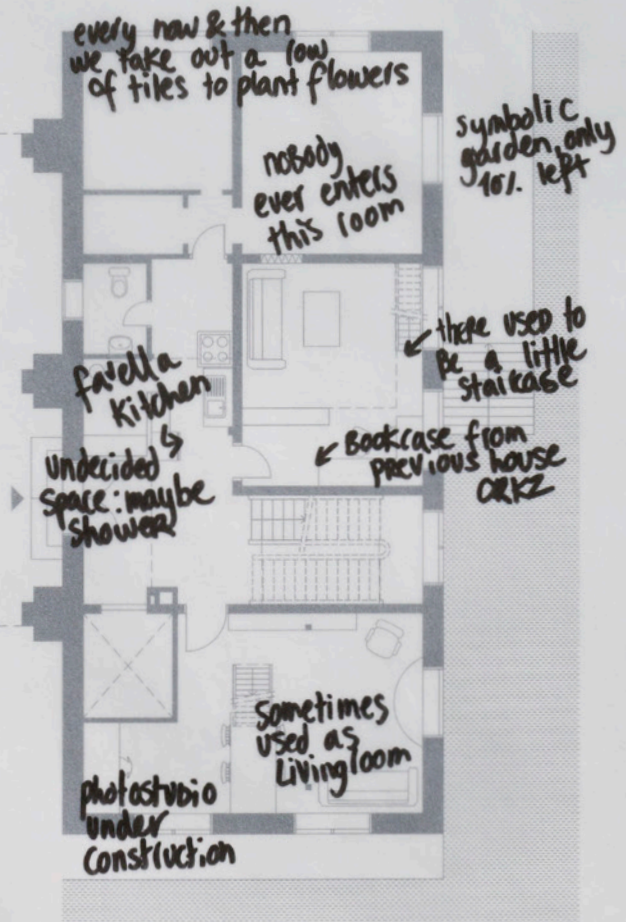 every now & then
we take out a row
of tiles to plant flowers
symbolic
garden, only
10% left
nobody
ever enters
this room
there used to
Be a little
staircase
favella
kitchen
Bookcase from
previous house
ORKZ
undecided
space: maybe
shower
sometimes
used as
Livingroom
photostudio
under
construction